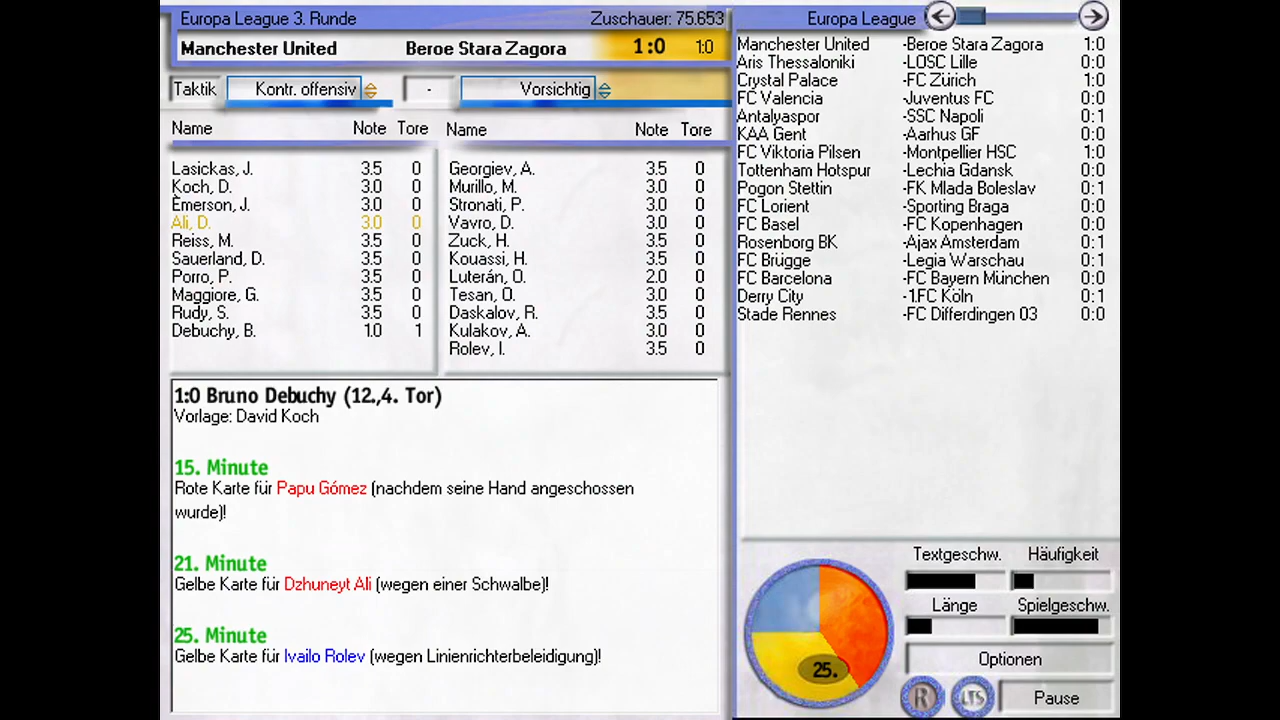 Europa League 3. Runde Zuschauer: 75.653
Manchester United Beroe Stara Zagora 1:0 1:0
Taktik Kontr. offensiv - Vorsichtig
Name Note Tore Name Note Tore
Lasickas, J. 3.5 0 Georgiev, A. 3.5 0
Koch, D. 3.0 0 Murillo, M. 3.0 0
Èmerson, J. 3.0 0 Stronati, P. 3.0 0
Ali, D. 3.0 0 Vavro, D. 3.0 0
Reiss, M. 3.5 0 Zuck, H. 3.5 0
Sauerland, D. 3.5 0 Kouassi, H. 3.5 0
Porro, P. 3.5 0 Luterán, O. 2.0 0
Maggiore, G. 3.5 0 Tesan, O. 3.0 0
Rudy, S. 3.5 0 Daskalov, R. 3.5 0
Debuchy, B. 1.0 1 Kulakov, A. 3.0 0
Rolev, I. 3.5 0
1:0 Bruno Debuchy (12.,4. Tor)
Vorlage: David Koch
15. Minute
Rote Karte für Papu Gómez (nachdem seine Hand angeschossen
wurde)!
21. Minute
Gelbe Karte für Dzhuneyt Ali (wegen einer Schwalbe)!
25. Minute
Gelbe Karte für Ivailo Rolev (wegen Linienrichterbeleidigung)!
Europa League
Manchester United -Beroe Stara Zagora 1:0
Aris Thessaloniki -LOSC Lille 0:0
Crystal Palace -FC Zürich 1:0
FC Valencia -Juventus FC 0:0
Antalyaspor -SSC Napoli 0:1
KAA Gent -Aarhus GF 0:0
FC Viktoria Pilsen -Montpellier HSC 1:0
Tottenham Hotspur -Lechia Gdansk 0:0
Pogon Stettin -FK Mlada Boleslav 0:1
FC Lorient -Sporting Braga 0:0
FC Basel -FC Kopenhagen 0:0
Rosenborg BK -Ajax Amsterdam 0:1
FC Brügge -Legia Warschau 0:1
FC Barcelona -FC Bayern München 0:0
Derry City -1.FC Köln 0:1
Stade Rennes -FC Differdingen 03 0:0
Textgeschw. Häufigkeit
Länge Spielgeschw.
25.
Optionen
R LTS Pause